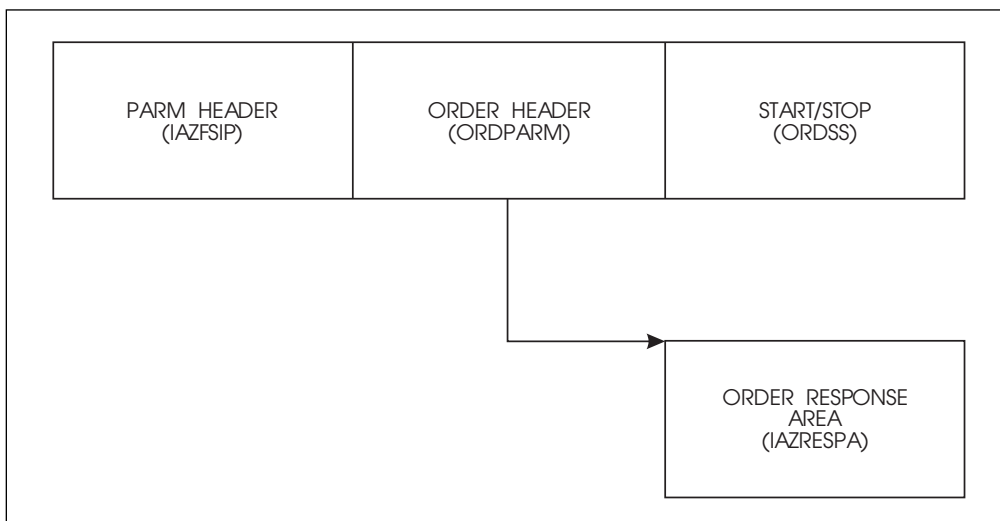 PARM HEADER
(IAZFSIP)
ORDER HEADER
(ORDPARM)
START/STOP
(ORDSS)
ORDER RESPONSE
AREA
(IAZRESPA)